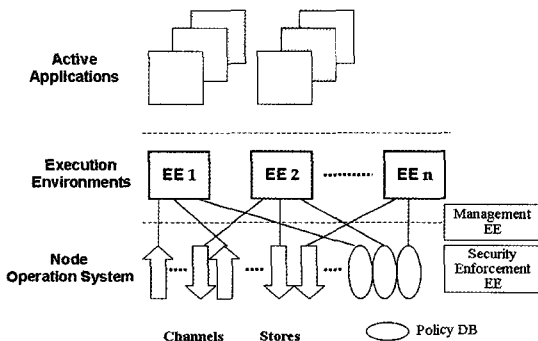 Active
Applications
Execution
Environments
EE 1
EE 2
EE n
Management
EE
Node
Operation System
Security
Enforcement
EE
Channels
Stores
Policy DB